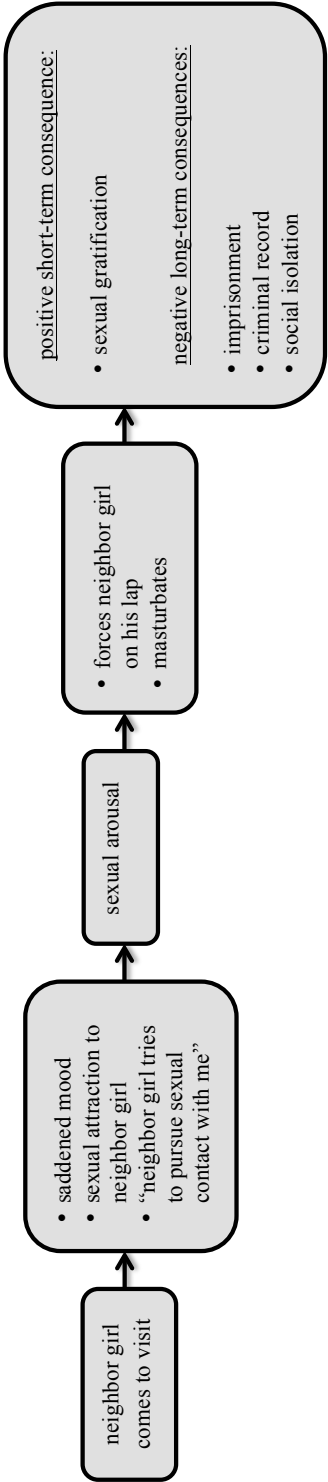 neighbor girl
comes to visit
• saddened mood
• sexual attraction to
neighbor girl
• “neighbor girl tries
to pursue sexual
contact with me”
sexual arousal
• forces neighbor girl
on his lap
• masturbates
positive short-term consequence:
• sexual gratification
negative long-term consequences:
• imprisonment
• criminal record
• social isolation